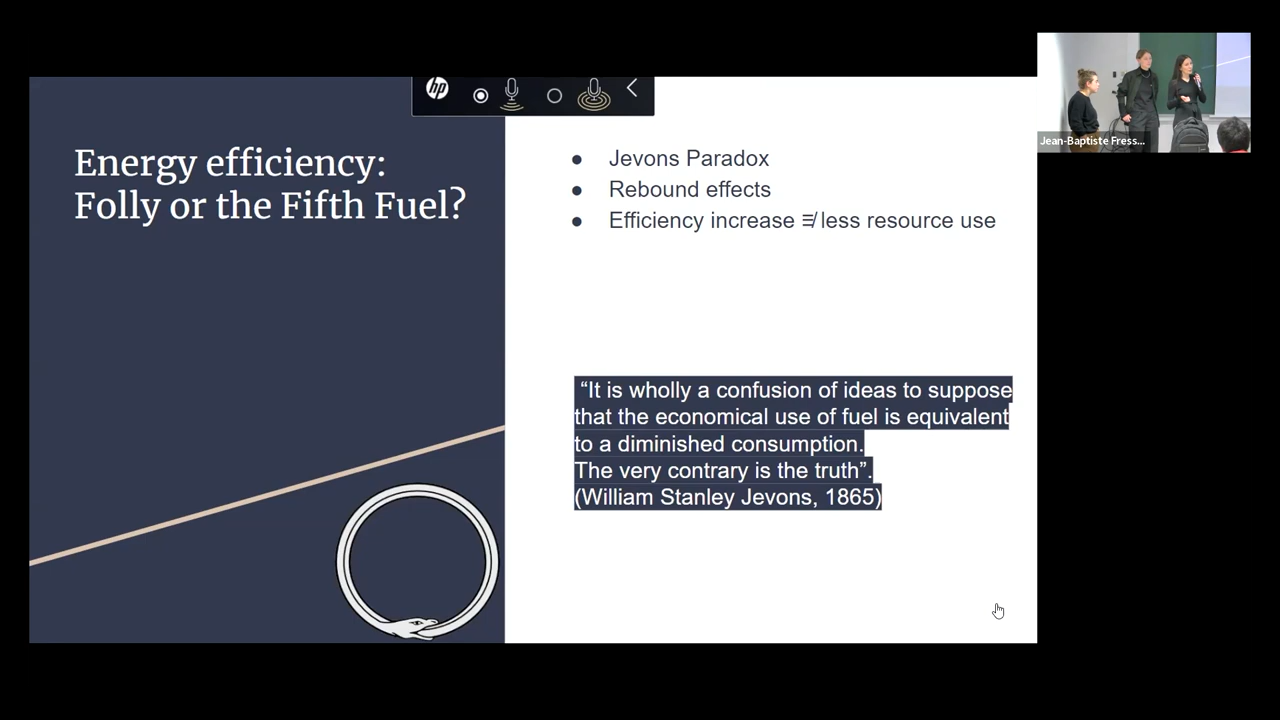 hp
Energy efficiency:
Folly or the Fifth Fuel?
● Jevons Paradox
● Rebound effects
● Efficiency increase ≡/ less resource use
“It is wholly a confusion of ideas to suppose
that the economical use of fuel is equivalent
to a diminished consumption.
The very contrary is the truth”.
(William Stanley Jevons, 1865)
Jean-Baptiste Fress...